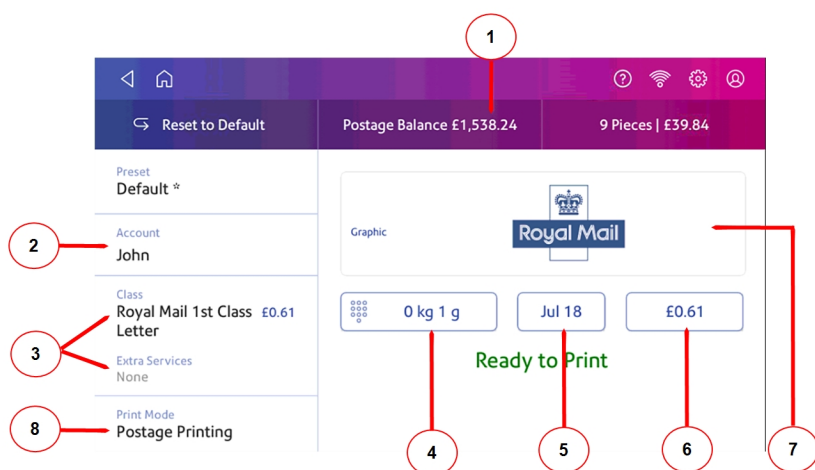 1
Reset to Default
Postage Balance £1,538.24
9 Pieces | £39.84
Preset
Default *
Account
John
2
Graphic
Royal Mail
Class
Royal Mail 1st Class £0.61
Letter
Extra Services
None
3
0 kg 1 g
Jul 18
£0.61
Ready to Print
Print Mode
Postage Printing
8
4
5
6
7